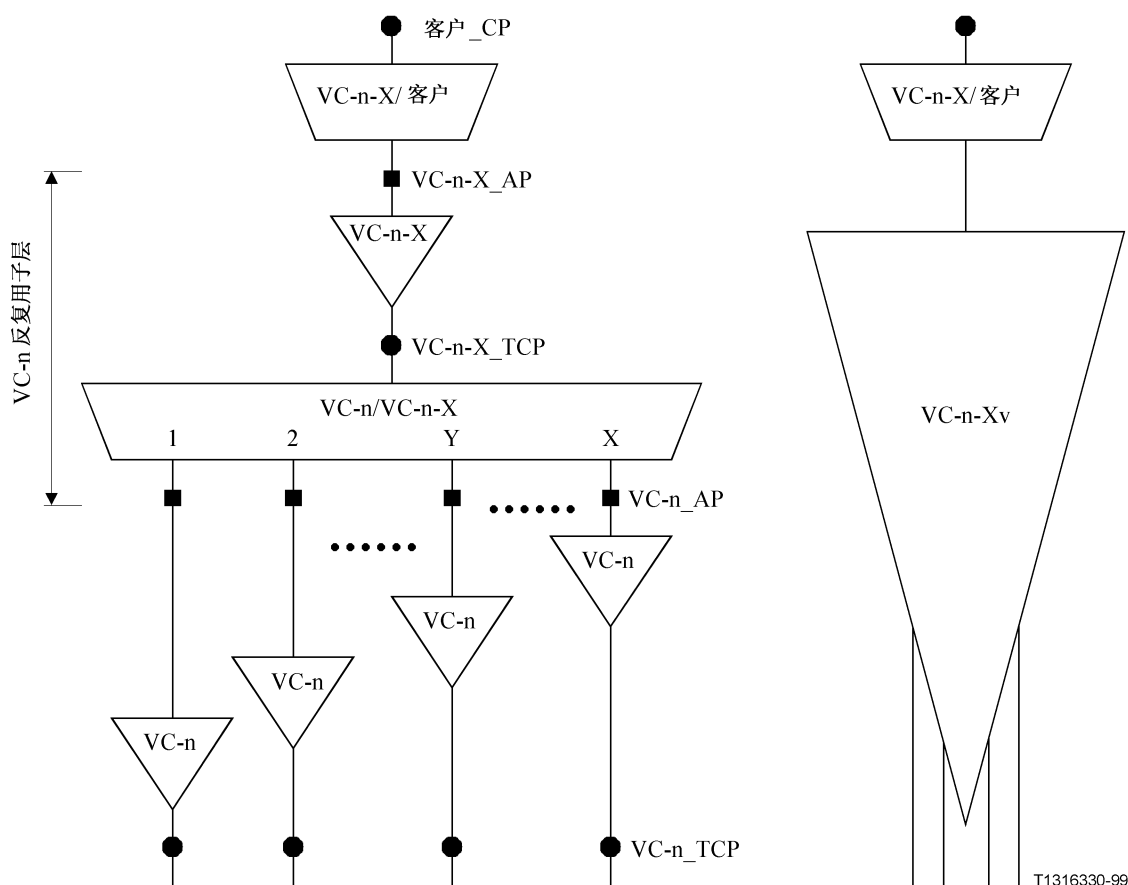 客户_CP
VC-n-X/客户
VC-n-X/客户
VC-n-X_AP
VC-n-X
VC-n反复用子层
VC-n-X_TCP
VC-n/VC-n-X
1 2 Y X
VC-n-Xv
VC-n_AP
VC-n
VC-n
VC-n
VC-n
VC-n_TCP
T1316330-99